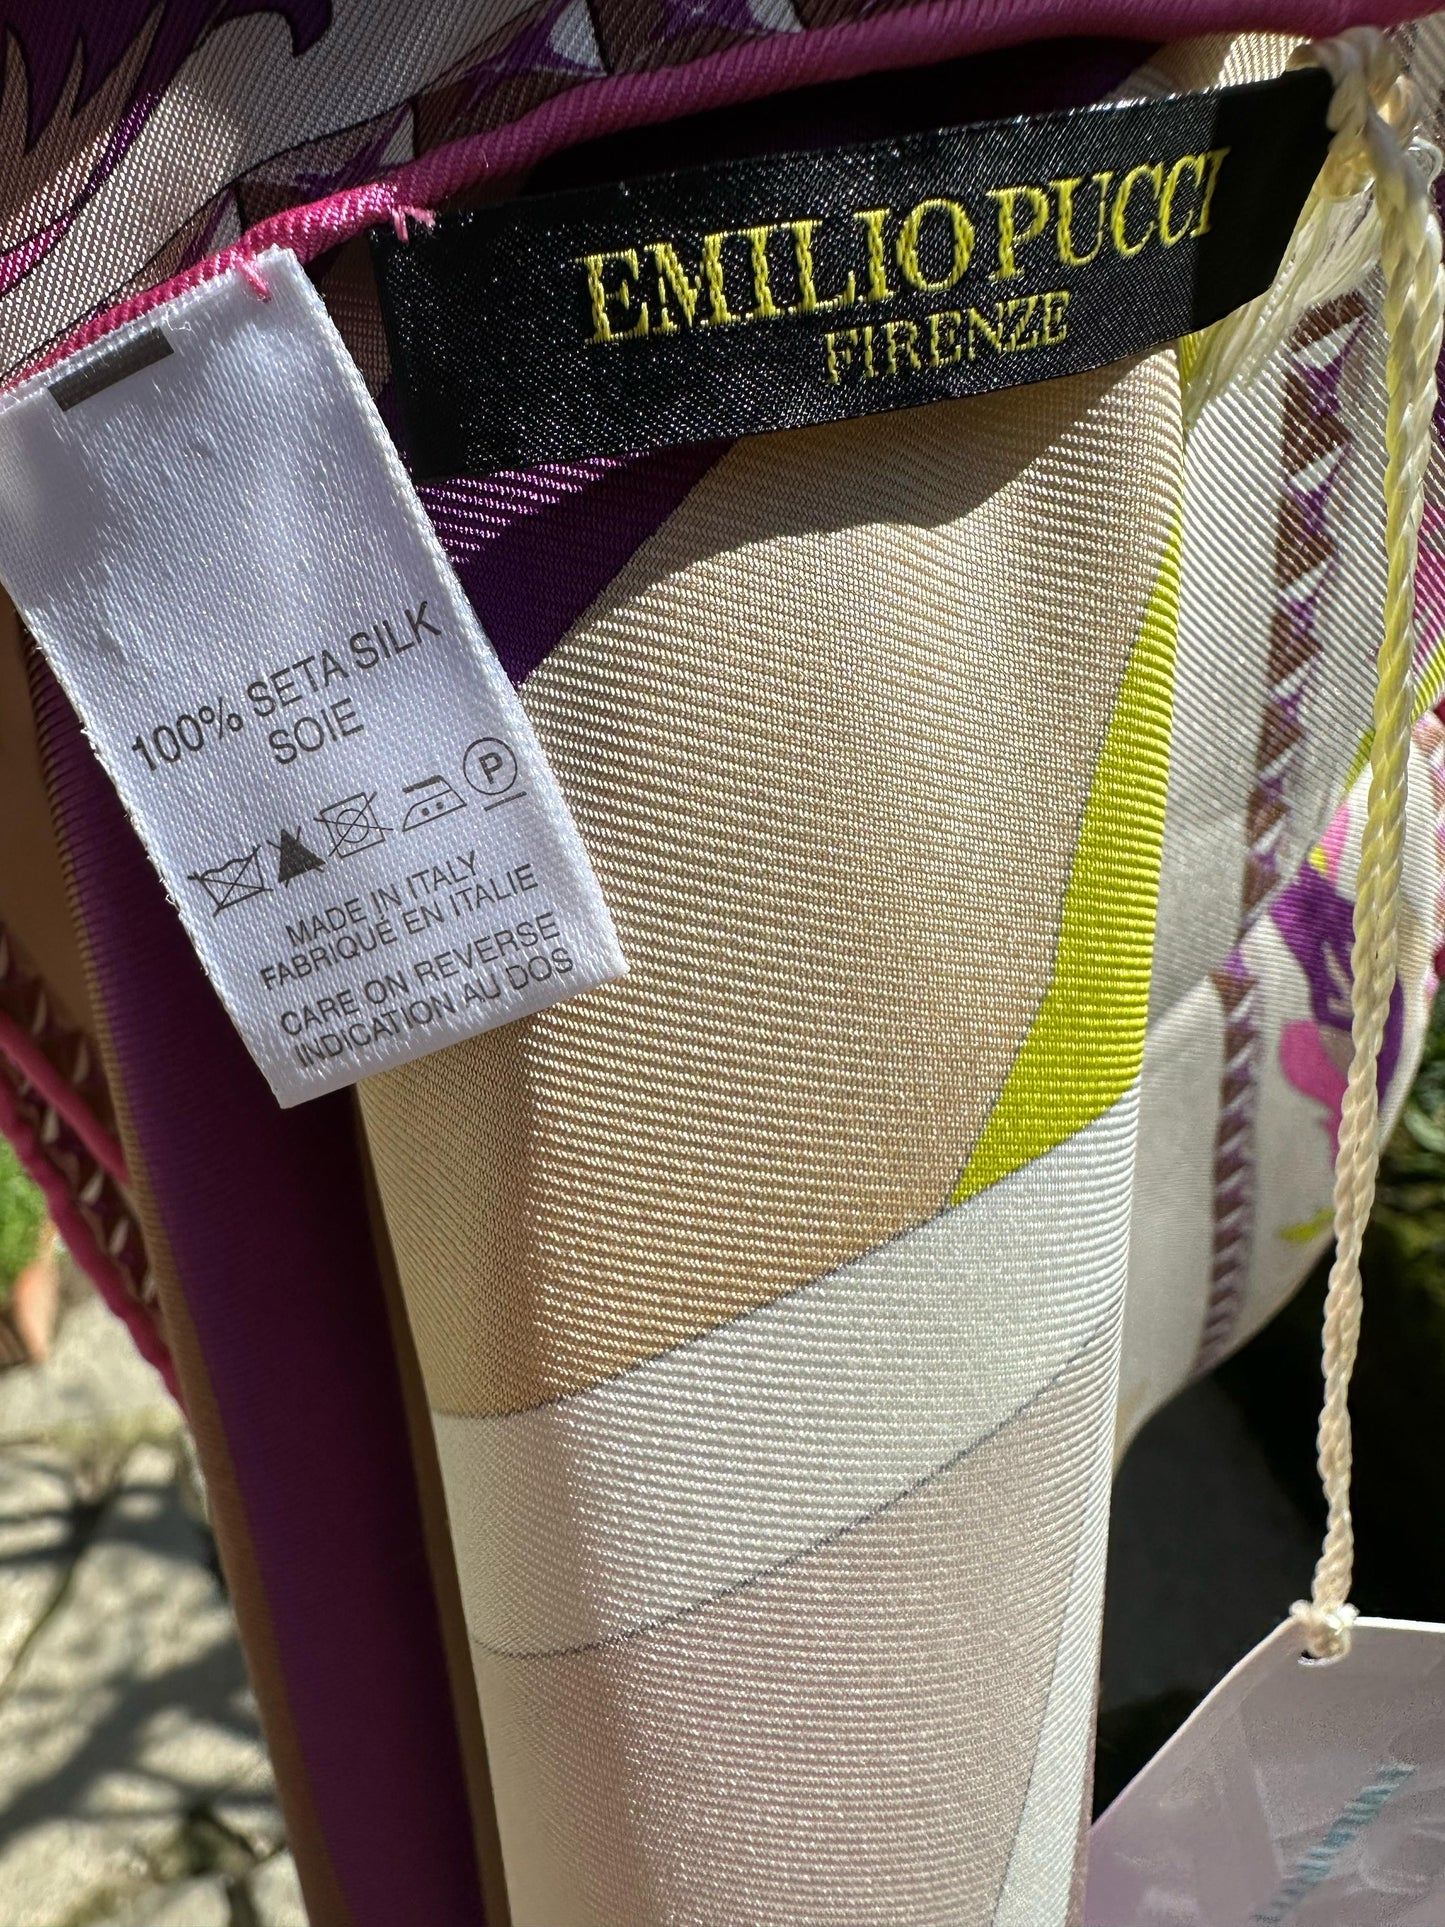 EMILIO PUCCI
FIRENZE
100% SETA SILK
SOIE
P
MADE IN ITALY
FABRIQUÉ EN ITALIE
CARE ON REVERSE
INDICATION AU DOS